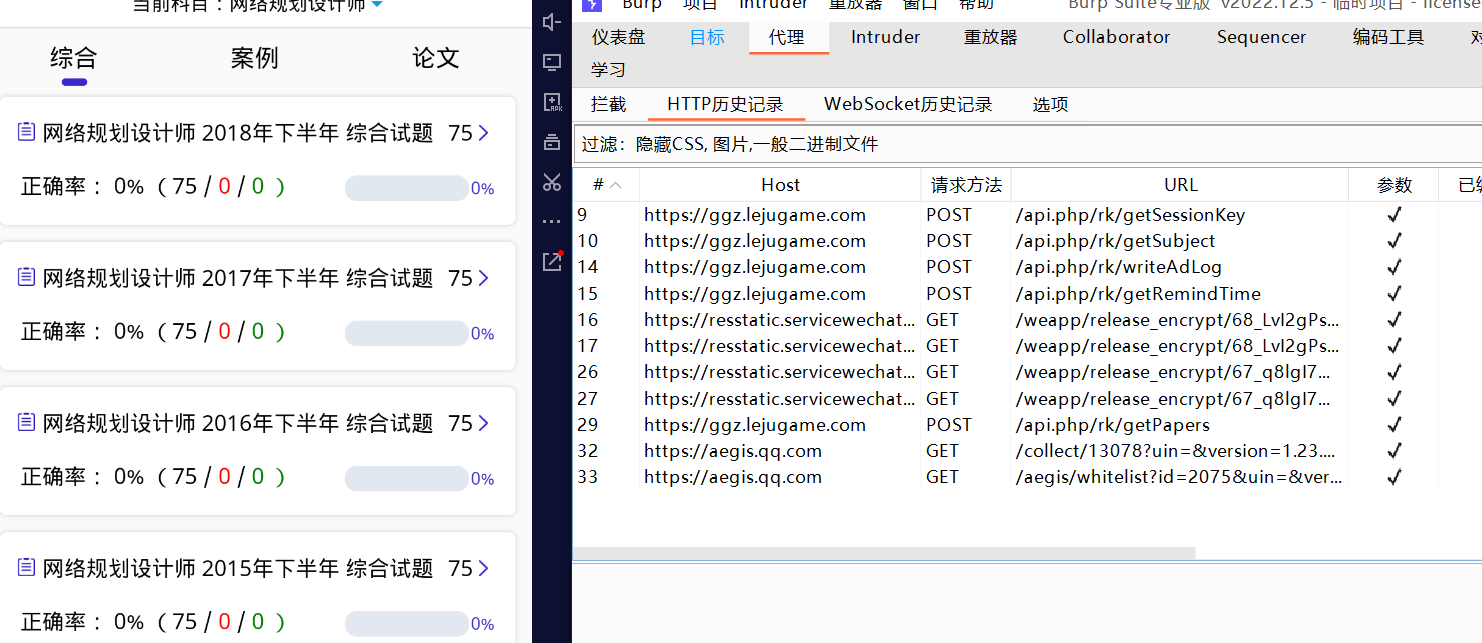 当前科目：网络规划设计师
综合 案例 论文
网络规划设计师 2018年下半年 综合试题 75
正确率： 0% （ 75 / 0 / 0 ） 0%
网络规划设计师 2017年下半年 综合试题 75
正确率： 0% （ 75 / 0 / 0 ） 0%
网络规划设计师 2016年下半年 综合试题 75
正确率： 0% （ 75 / 0 / 0 ） 0%
网络规划设计师 2015年下半年 综合试题 75
正确率： 0% （ 75 / 0 / 0 ） 0%
APK
Burp 项目 Intruder 重放器 窗口 帮助 Burp Suite专业版 v2022.12.5 - 临时项目 - license
仪表盘 目标 代理 Intruder 重放器 Collaborator Sequencer 编码工具
学习
拦截 HTTP历史记录 WebSocket历史记录 选项
过滤：隐藏CSS, 图片,一般二进制文件
# Host 请求方法 URL 参数 已
9 https://ggz.lejugame.com POST /api.php/rk/getSessionKey ✓
10 https://ggz.lejugame.com POST /api.php/rk/getSubject ✓
14 https://ggz.lejugame.com POST /api.php/rk/writeAdLog ✓
15 https://ggz.lejugame.com POST /api.php/rk/getRemindTime ✓
16 https://resstatic.servicewechat... GET /weapp/release_encrypt/68_LvI2gPs... ✓
17 https://resstatic.servicewechat... GET /weapp/release_encrypt/68_LvI2gPs... ✓
26 https://resstatic.servicewechat... GET /weapp/release_encrypt/67_q8lgI7... ✓
27 https://resstatic.servicewechat... GET /weapp/release_encrypt/67_q8lgI7... ✓
29 https://ggz.lejugame.com POST /api.php/rk/getPapers ✓
32 https://aegis.qq.com GET /collect/13078?uin=&version=1.23.... ✓
33 https://aegis.qq.com GET /aegis/whitelist?id=2075&uin=&ver... ✓